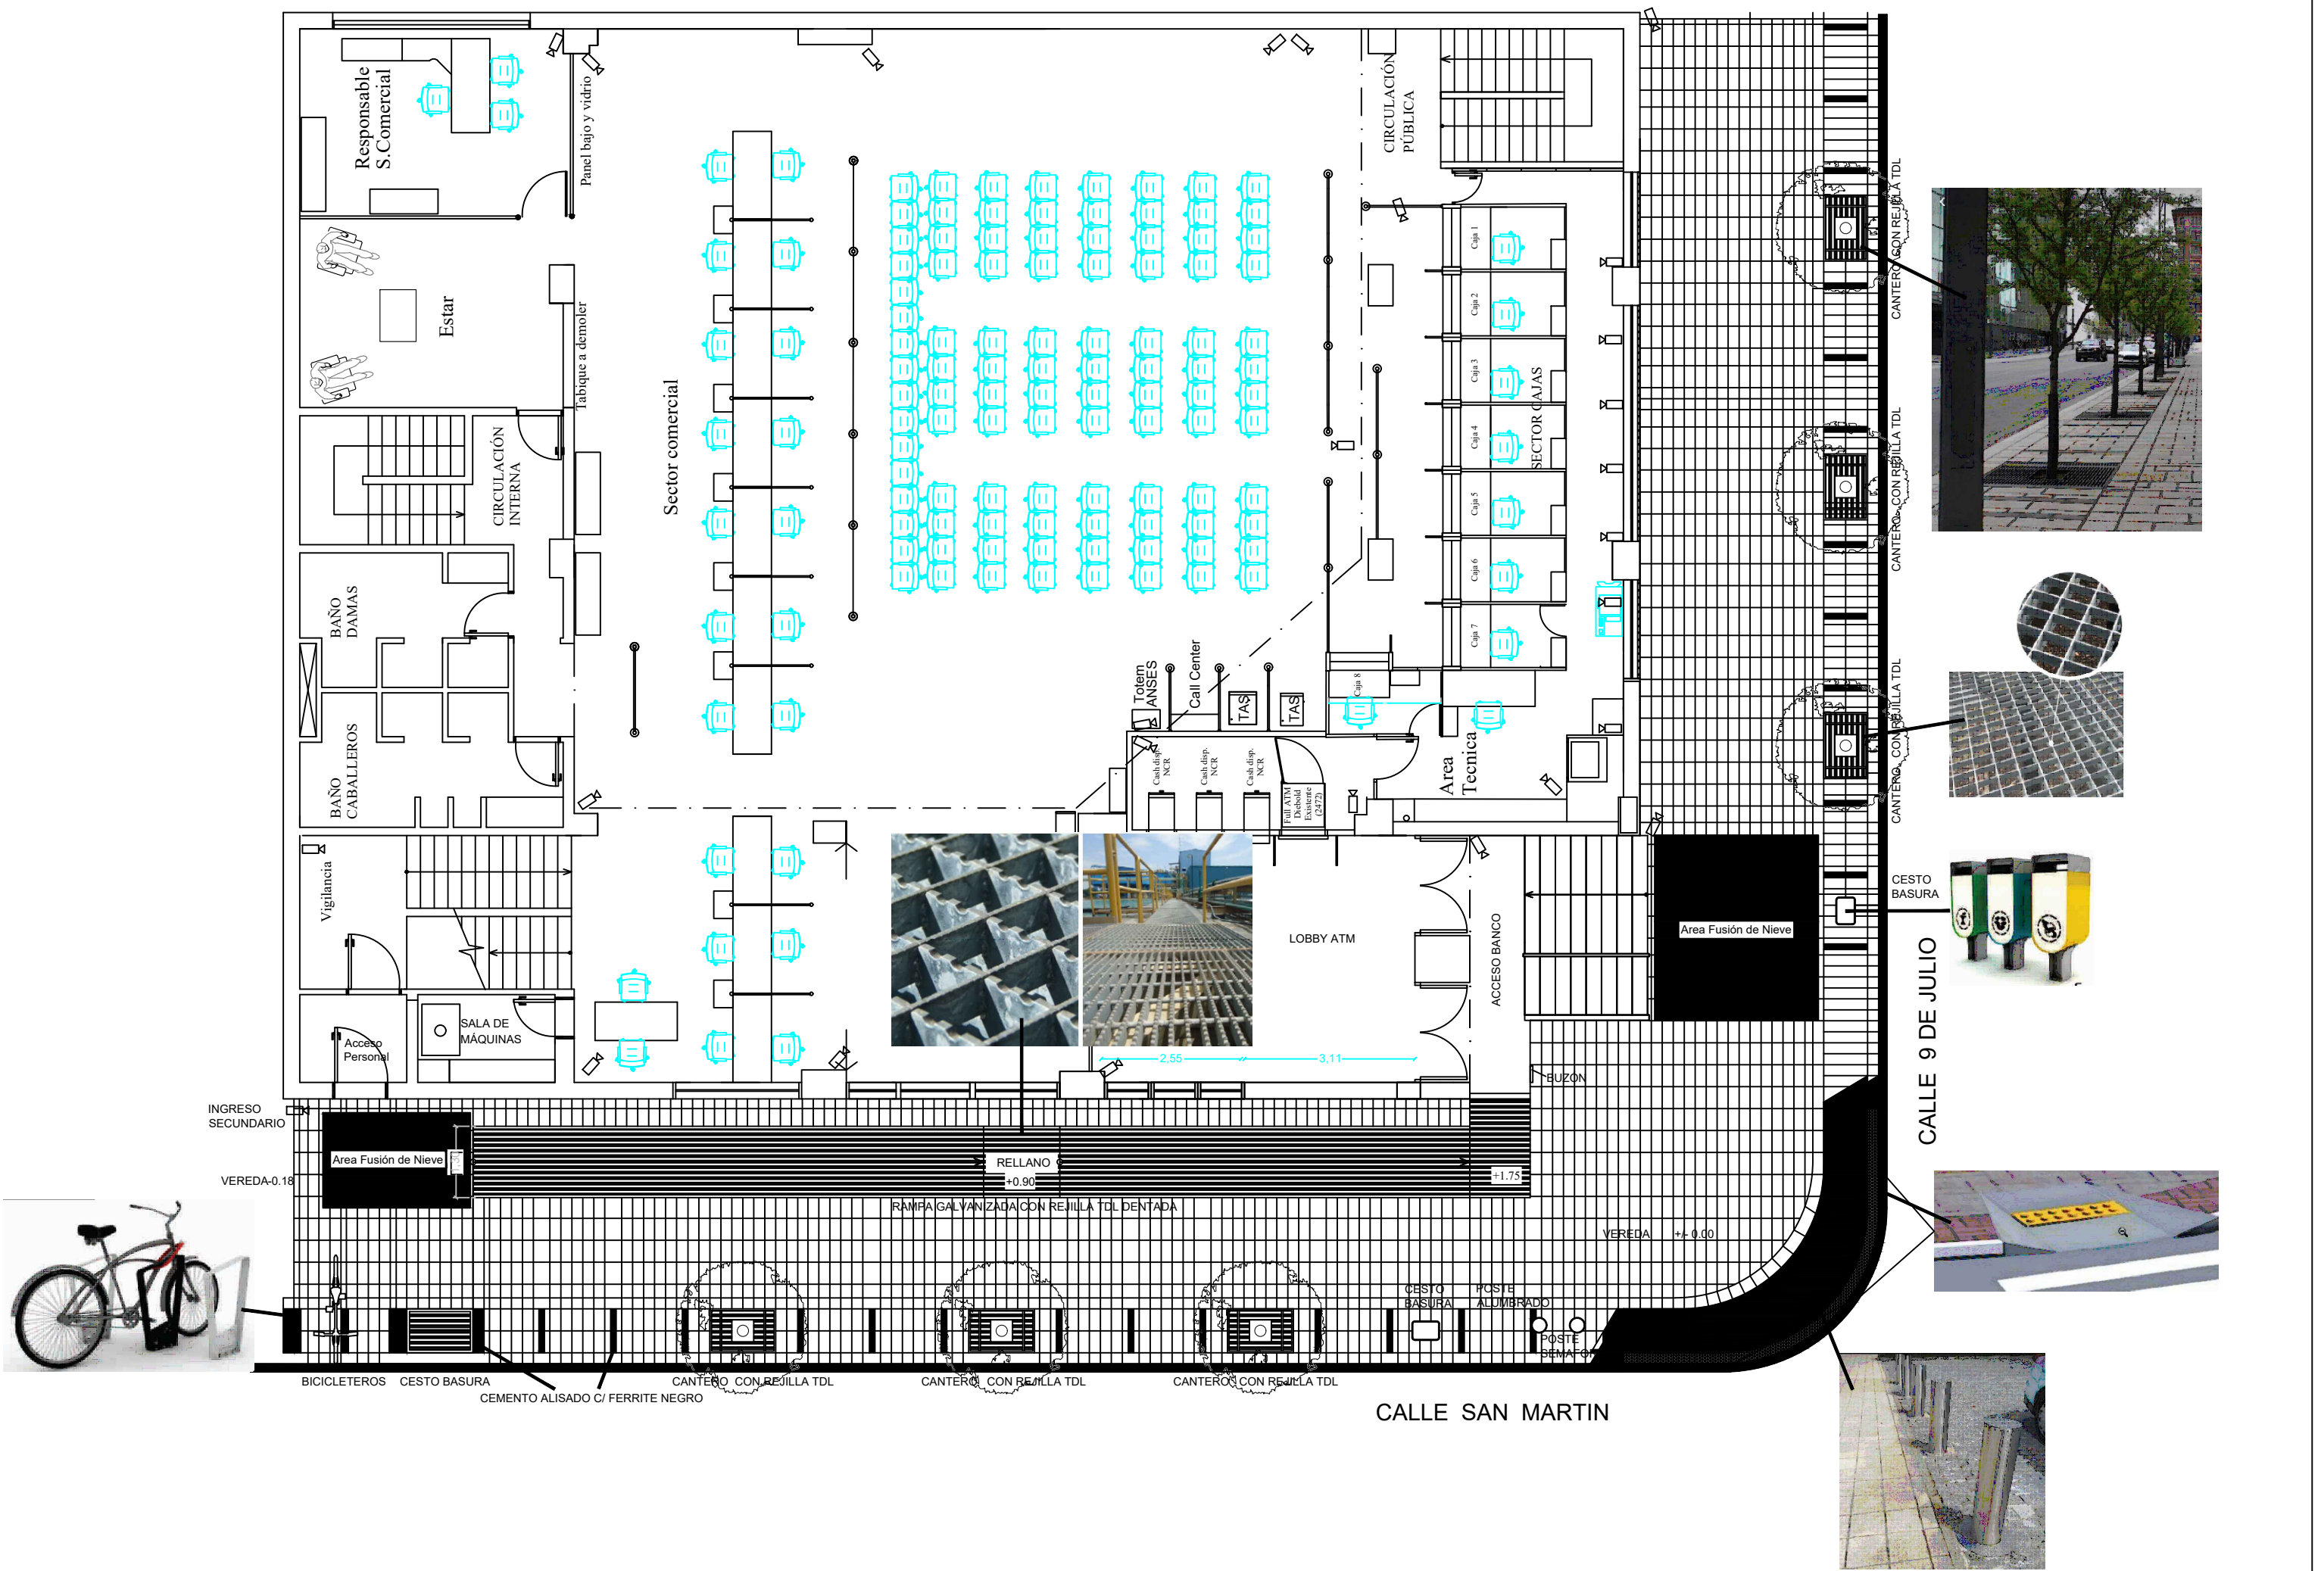 Responsable
S.Comercial
Panel bajo y vidrio
CIRCULACIÓN
PÚBLICA
Estar
Tabique a demoler
Sector comercial
CIRCULACIÓN
INTERNA
BAÑO
DAMAS
BAÑO
CABALLEROS
Vigilancia
Acceso
Personal
SALA DE
MÁQUINAS
Caja 1
Caja 2
Caja 3
Caja 4
Caja 5
Caja 6
Caja 7
Caja 8
SECTOR CAJAS
Totem
ANSES
Call Center
TAS
TAS
Cash disp.
NCR
Cash disp.
NCR
Cash disp.
NCR
Full ATM
Diebold
Existente
(2472)
Area
Tecnica
LOBBY ATM
ACCESO BANCO
2,55
3,11
BUZON
Area Fusión de Nieve
CANTERO CON REJILLA TDL
CANTERO CON REJILLA TDL
CANTERO CON REJILLA TDL
CESTO
BASURA
CALLE 9 DE JULIO
INGRESO
SECUNDARIO
VEREDA-0.18
Area Fusión de Nieve
RELLANO
+0.90
+1.75
RAMPA GALVANIZADA CON REJILLA TDL DENTADA
VEREDA +/- 0.00
CESTO
BASURA
POSTE
ALUMBRADO
POSTE
BICICLETEROS
CESTO BASURA
CEMENTO ALISADO C/ FERRITE NEGRO
CANTERO CON REJILLA TDL
CANTERO CON REJILLA TDL
CANTERO CON REJILLA TDL
CALLE SAN MARTIN